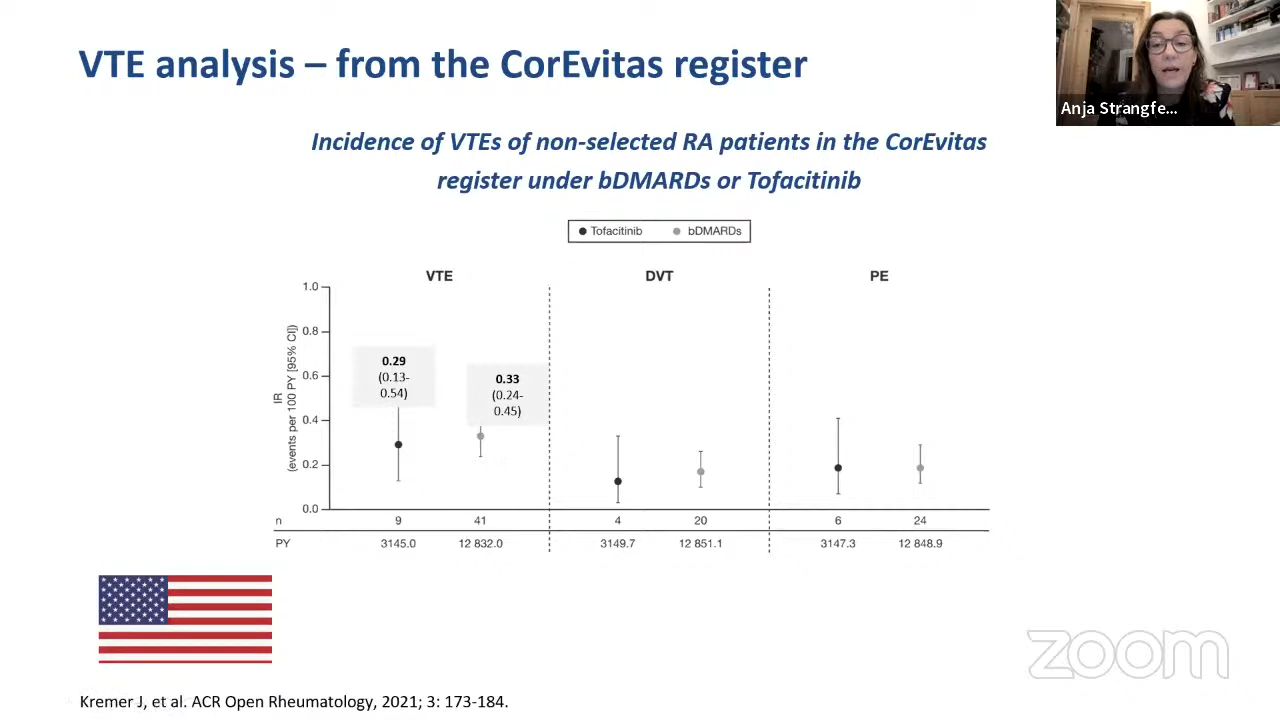 VTE analysis – from the CorEvitas register
Anja Strangfe...
Incidence of VTEs of non-selected RA patients in the CorEvitas
register under bDMARDs or Tofacitinib
Tofacitinib bDMARDs
VTE DVT PE
IR
(events per 100 PY [95% CI])
1.0
0.8
0.6
0.4
0.2
0.0
0.29
(0.13-
0.54)
0.33
(0.24-
0.45)
n 9 41 4 20 6 24
PY 3145.0 12 832.0 3149.7 12 851.1 3147.3 12 848.9
zoom
Kremer J, et al. ACR Open Rheumatology, 2021; 3: 173-184.